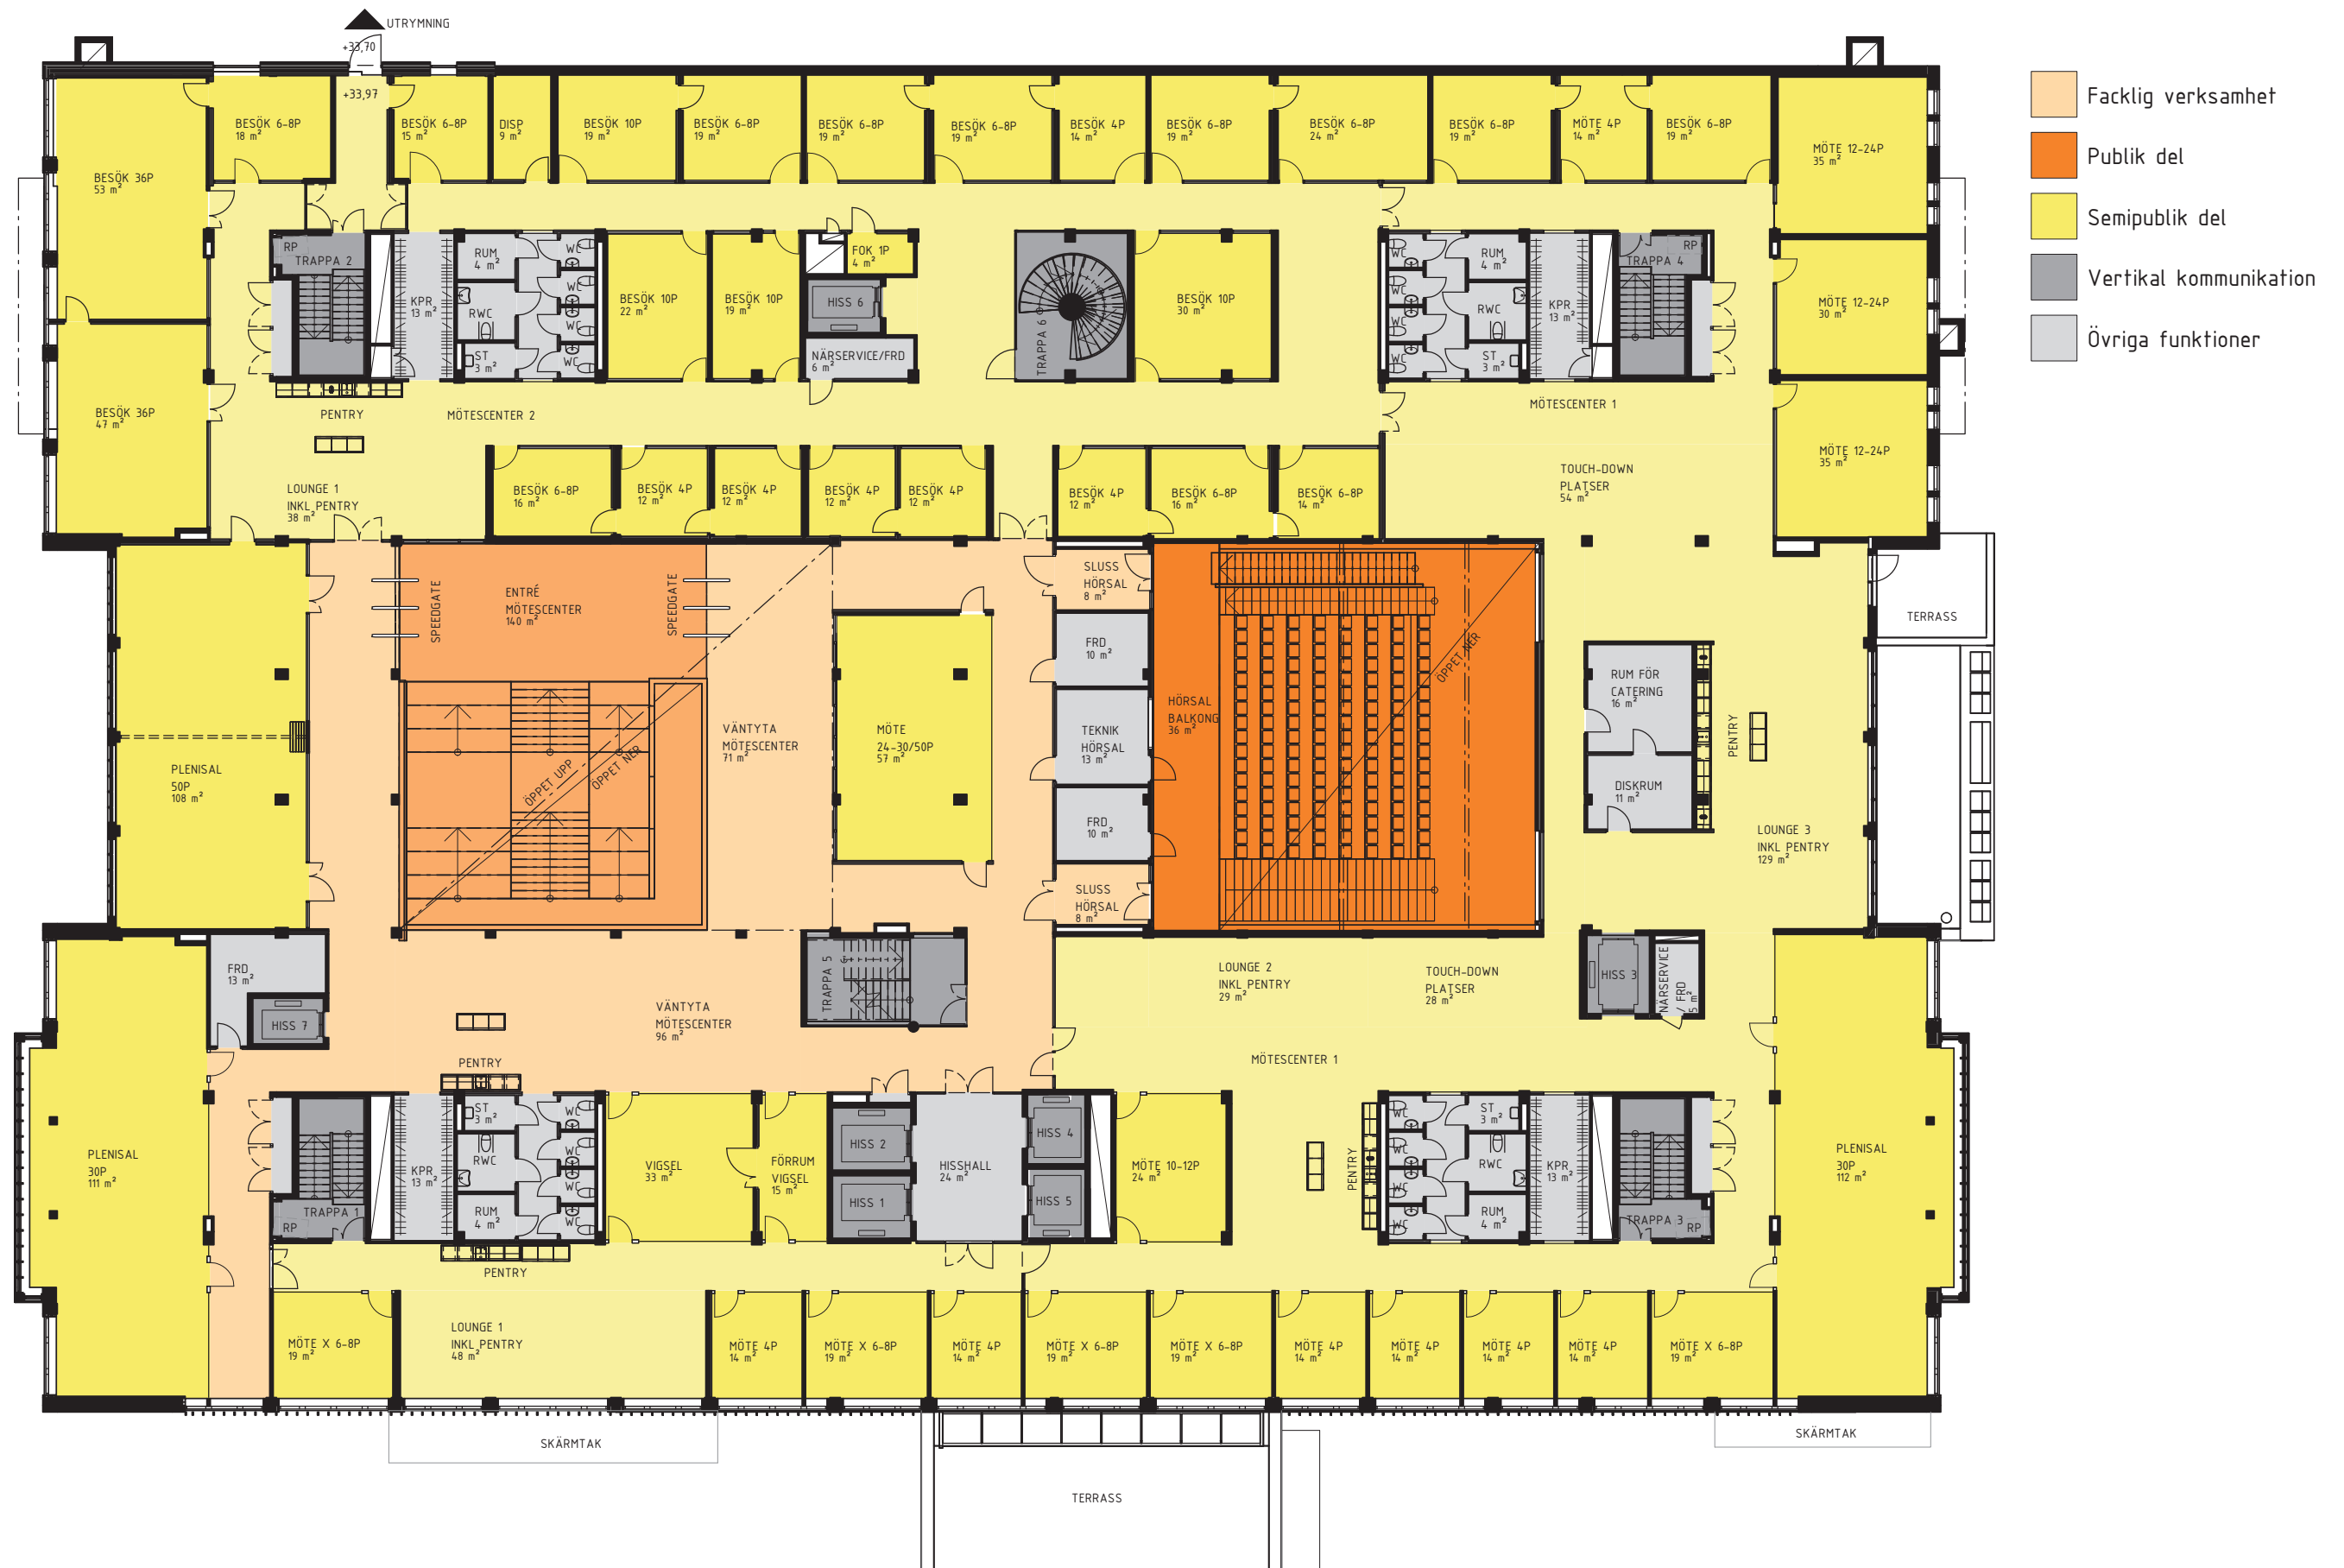 UTRYMNING
+33,70
+33,97
Facklig verksamhet
Publik del
Semipublik del
Vertikal kommunikation
Övriga funktioner
BESÖK 36P
53 m²
BESÖK 6-8P
18 m²
BESÖK 6-8P
15 m²
DISP
9 m²
BESÖK 10P
19 m²
BESÖK 6-8P
19 m²
BESÖK 6-8P
19 m²
BESÖK 6-8P
19 m²
BESÖK 4P
14 m²
BESÖK 6-8P
19 m²
BESÖK 6-8P
24 m²
BESÖK 6-8P
19 m²
MÖTE 4P
14 m²
BESÖK 6-8P
19 m²
MÖTE 12-24P
35 m²
RP
TRAPPA 2
KPR
13 m²
RUM
4 m²
RWC
ST
3 m²
WC
WC
WC
WC
BESÖK 10P
22 m²
BESÖK 10P
19 m²
FOK 1P
4 m²
HISS 6
NÄRSERVICE/FRD
6 m²
TRAPPA 6
BESÖK 10P
30 m²
WC
WC
WC
WC
RUM
4 m²
RWC
ST
3 m²
KPR
13 m²
TRAPPA 4
RP
MÖTE 12-24P
30 m²
BESÖK 36P
47 m²
PENTRY
MÖTESCENTER 2
MÖTESCENTER 1
MÖTE 12-24P
35 m²
LOUNGE 1
INKL PENTRY
38 m²
BESÖK 6-8P
16 m²
BESÖK 4P
12 m²
BESÖK 4P
12 m²
BESÖK 4P
12 m²
BESÖK 4P
12 m²
BESÖK 4P
12 m²
BESÖK 6-8P
16 m²
BESÖK 6-8P
14 m²
TOUCH-DOWN
PLATSER
54 m²
SPEEDGATE
ENTRÉ
MÖTESCENTER
140 m²
SPEEDGATE
SLUSS
HÖRSAL
8 m²
FRD
10 m²
TERRASS
PLENISAL
50P
108 m²
ÖPPET UPP
ÖPPET NER
VÄNTYTA
MÖTESCENTER
71 m²
MÖTE
24-30/50P
57 m²
TEKNIK
HÖRSAL
13 m²
FRD
10 m²
HÖRSAL
BALKONG
36 m²
ÖPPET NER
RUM FÖR
CATERING
16 m²
PENTRY
DISKRUM
11 m²
LOUNGE 3
INKL PENTRY
129 m²
SLUSS
HÖRSAL
8 m²
FRD
13 m²
HISS 7
VÄNTYTA
MÖTESCENTER
96 m²
TRAPPA 5
LOUNGE 2
INKL PENTRY
29 m²
TOUCH-DOWN
PLATSER
28 m²
HISS 3
NÄRSERVICE
/ FRD
5 m²
PENTRY
MÖTESCENTER 1
PLENISAL
30P
111 m²
TRAPPA 1
RP
KPR
13 m²
ST
3 m²
RWC
RUM
4 m²
WC
WC
WC
WC
VIGSEL
33 m²
FÖRRUM
VIGSEL
15 m²
HISS 2
HISS 1
HISSHALL
24 m²
HISS 4
HISS 5
MÖTE 10-12P
24 m²
PENTRY
WC
WC
WC
WC
ST
3 m²
RWC
RUM
4 m²
KPR
13 m²
TRAPPA 3
RP
PLENISAL
30P
112 m²
PENTRY
MÖTE X 6-8P
19 m²
LOUNGE 1
INKL PENTRY
48 m²
MÖTE 4P
14 m²
MÖTE X 6-8P
19 m²
MÖTE 4P
14 m²
MÖTE X 6-8P
19 m²
MÖTE X 6-8P
19 m²
MÖTE 4P
14 m²
MÖTE 4P
14 m²
MÖTE 4P
14 m²
MÖTE 4P
14 m²
MÖTE X 6-8P
19 m²
SKÄRMTAK
SKÄRMTAK
TERRASS